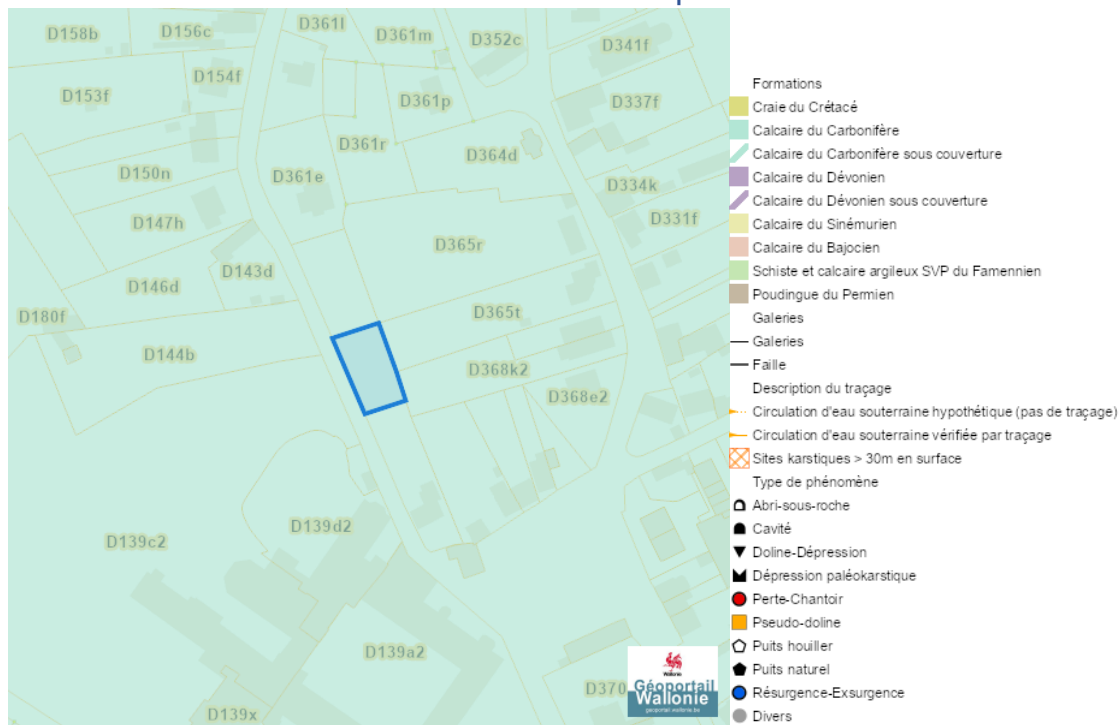 D158b
D156c
D361l
D361m
D352c
D341f
D153f
D154f
D361p
D337f
D361r
D364d
D150n
D361e
D334k
D331f
D147h
D365r
D143d
D146d
D180f
D365t
D144b
D368k2
D368e2
D139d2
D139c2
D139a2
D370
D139x
Wallonie
Géoportail
Wallonie
geoportail.wallonie.be
Formations
Craie du Crétacé
Calcaire du Carbonifère
Calcaire du Carbonifère sous couverture
Calcaire du Dévonien
Calcaire du Dévonien sous couverture
Calcaire du Sinémurien
Calcaire du Bajocien
Schiste et calcaire argileux SVP du Famennien
Poudingue du Permien
Galeries
Galeries
Faille
Description du traçage
Circulation d'eau souterraine hypothétique (pas de traçage)
Circulation d'eau souterraine vérifiée par traçage
Sites karstiques > 30m en surface
Type de phénomène
Abri-sous-roche
Cavité
Doline-Dépression
Dépression paléokarstique
Perte-Chantoir
Pseudo-doline
Puits houiller
Puits naturel
Résurgence-Exsurgence
Divers